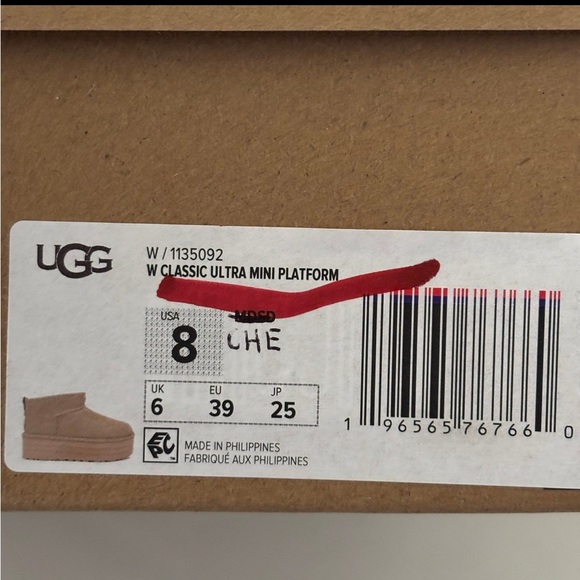 UGG
W / 1135092
W CLASSIC ULTRA MINI PLATFORM
USA
8
MDSD
CHE
UK
6
EU
39
JP
25
EPC
MADE IN PHILIPPINES
FABRIQUÉ AUX PHILIPPINES
1 96565 76766 0